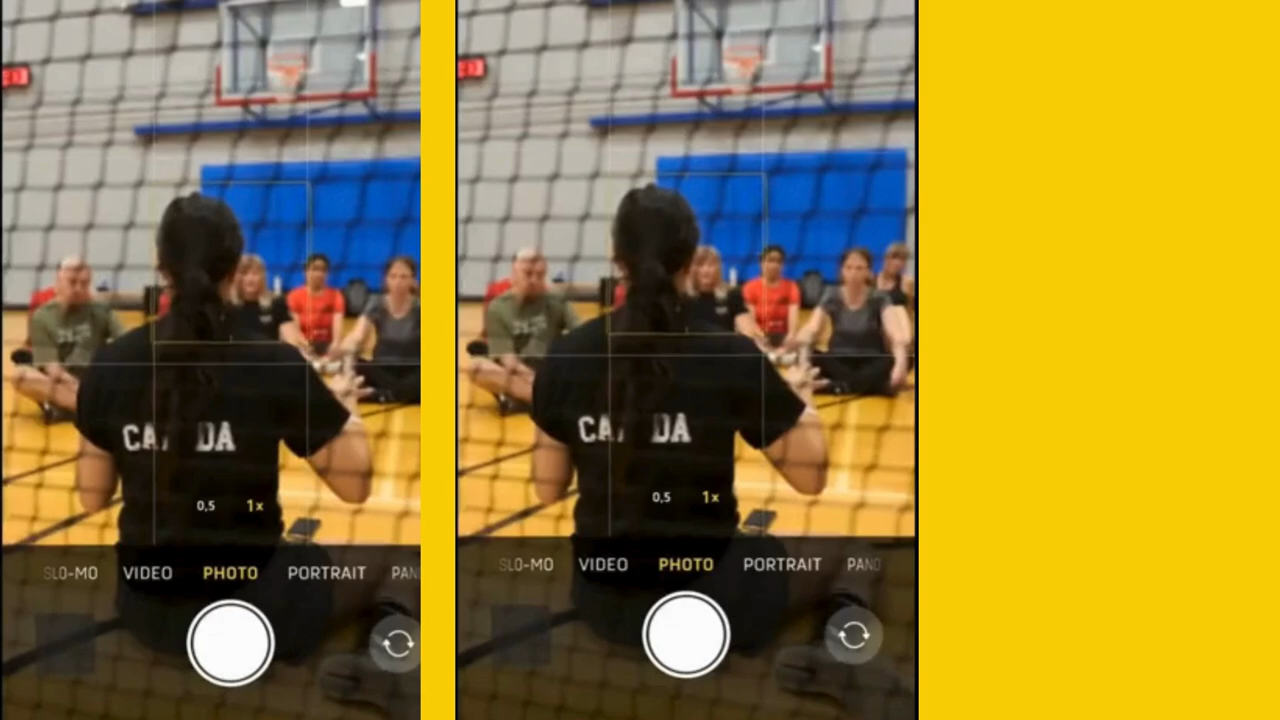 CA DA
0,5 1x
SLO-MO VIDEO PHOTO PORTRAIT PAN
CA DA
0,5 1x
SLO-MO VIDEO PHOTO PORTRAIT PANO